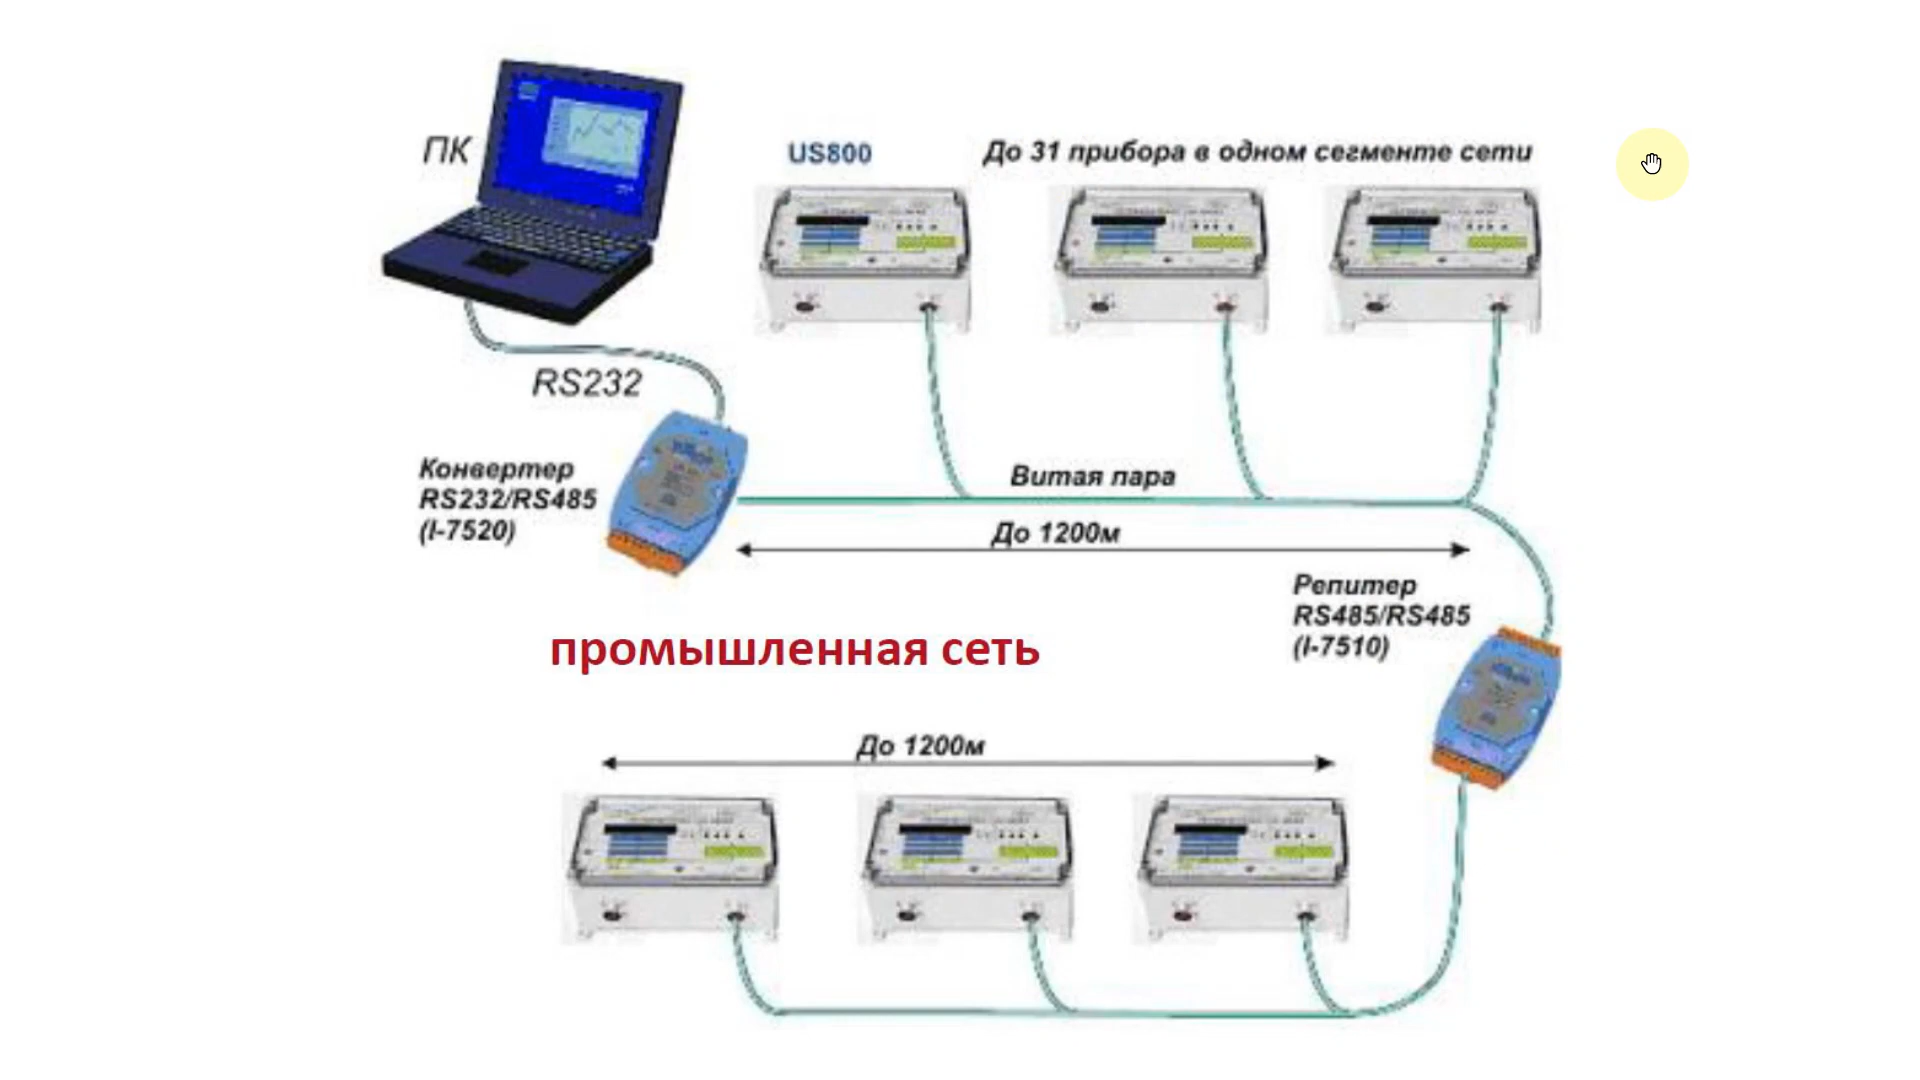 ПК
US800
До 31 прибора в одном сегменте сети
RS232
Конвертер
RS232/RS485
(I-7520)
Витая пара
До 1200м
Репитер
RS485/RS485
(I-7510)
промышленная сеть
До 1200м